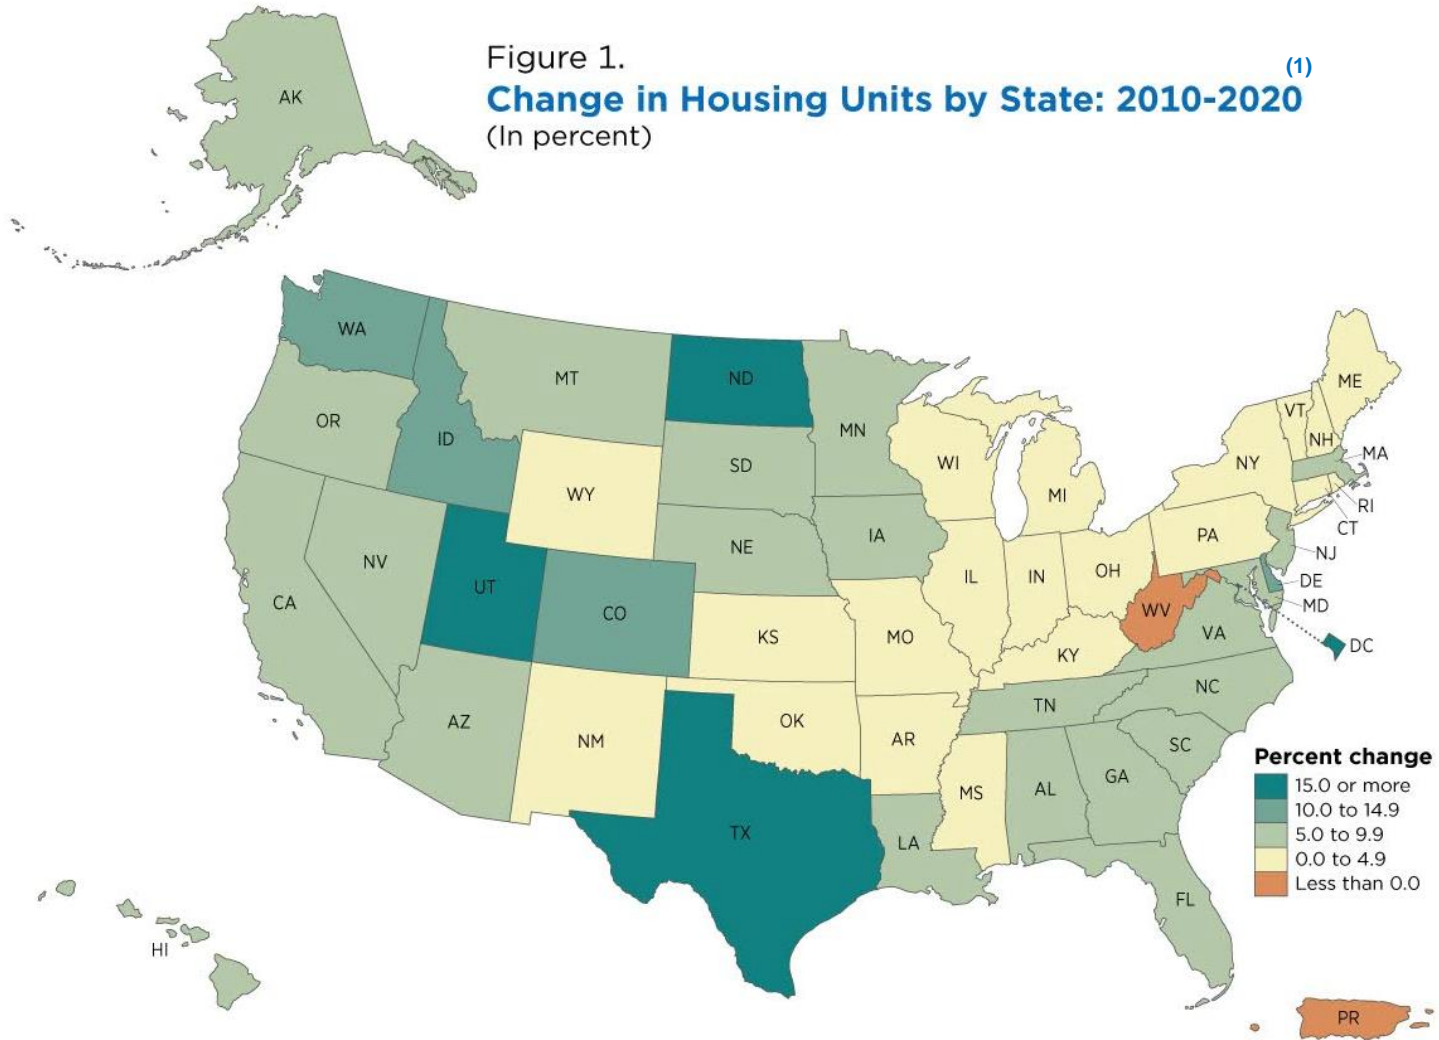 Figure 1.
(1)
Change in Housing Units by State: 2010-2020
(In percent)
AK
WA
MT
ND
ME
OR
ID
MN
VT
NH
MA
SD
WI
NY
WY
MI
RI
CT
NE
IA
PA
NJ
NV
UT
IL
IN
OH
DE
CA
CO
WV
MD
KS
MO
VA
DC
KY
NC
AZ
NM
OK
TN
AR
SC
MS
AL
GA
TX
LA
FL
HI
PR
Percent change
15.0 or more
10.0 to 14.9
5.0 to 9.9
0.0 to 4.9
Less than 0.0